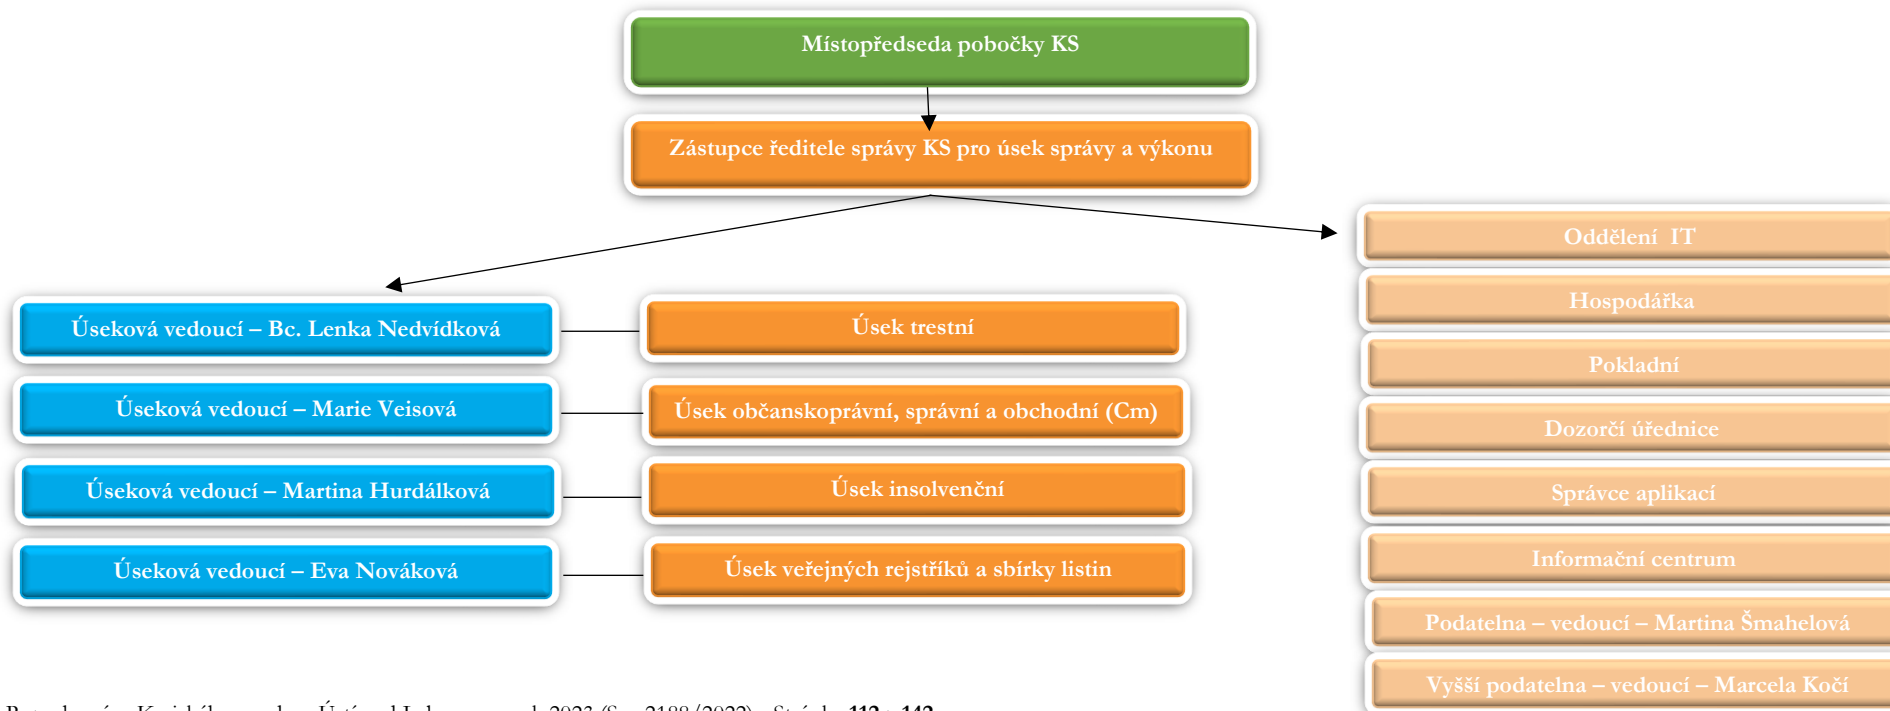 Místopředseda pobočky KS
Zástupce ředitele správy KS pro úsek správy a výkonu
Úseková vedoucí – Bc. Lenka Nedvídková
Úsek trestní
Úseková vedoucí – Marie Veisová
Úsek občanskoprávní, správní a obchodní (Cm)
Úseková vedoucí – Martina Hurdálková
Úsek insolvenční
Úseková vedoucí – Eva Nováková
Úsek veřejných rejstříků a sbírky listin
Oddělení IT
Hospodářka
Pokladní
Dozorčí úřednice
Správce aplikací
Informační centrum
Podatelna – vedoucí – Martina Šmahelová
Vyšší podatelna – vedoucí – Marcela Kočí